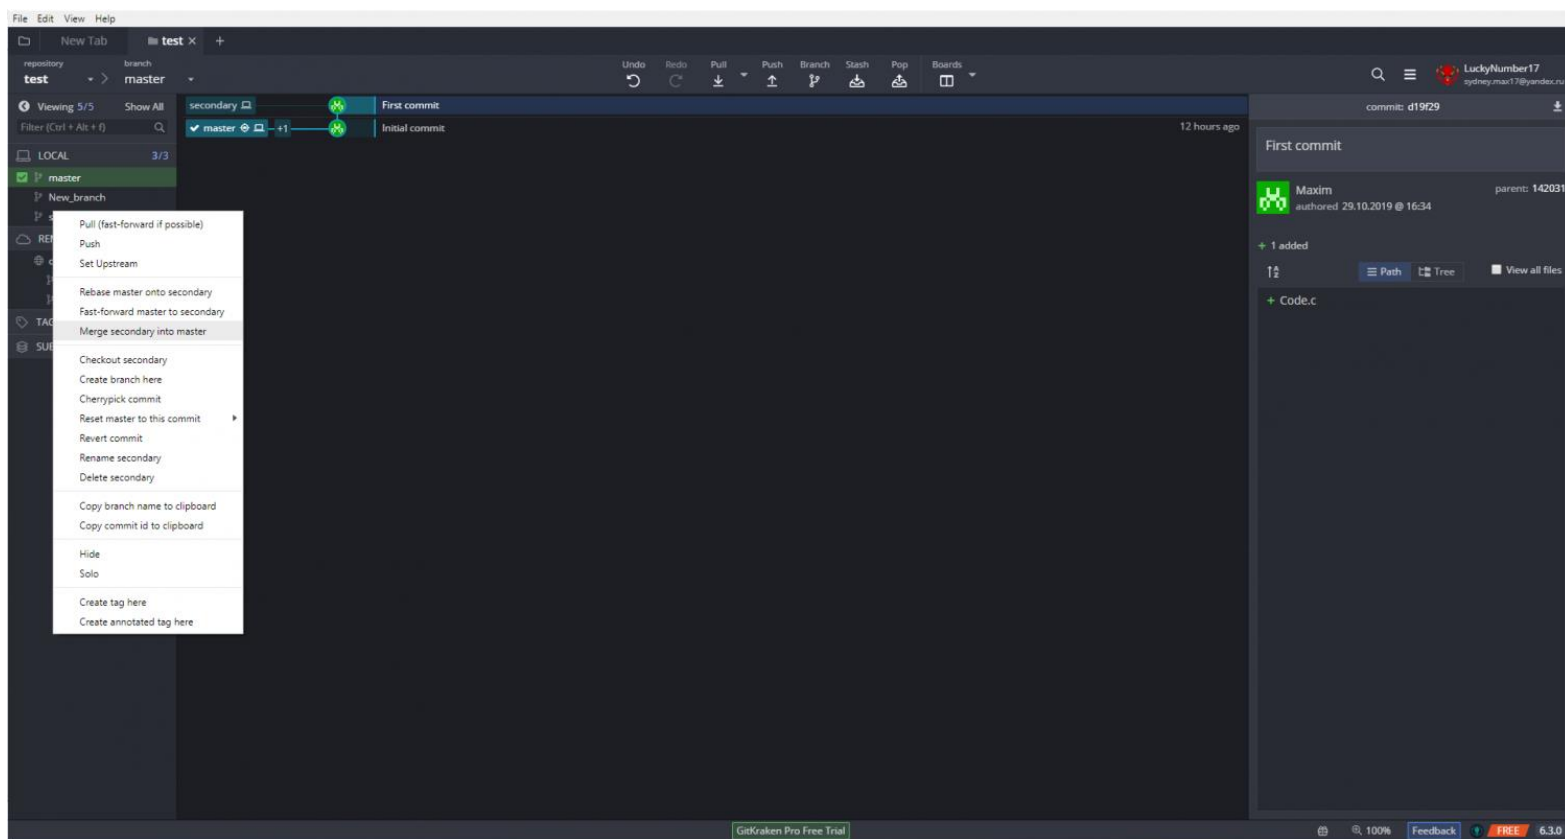 File Edit View Help
New Tab test × +
repository branch
test > master
Undo Redo Pull Push Branch Stash Pop Boards
LuckyNumber17
sydney.max17@yandex.ru
Viewing 5/5 Show All
Filter (Ctrl + Alt + f)
LOCAL 3/3
master
New_branch
TAG
secondary First commit
master +1 Initial commit 12 hours ago
Pull (fast-forward if possible)
Push
Set Upstream
Rebase master onto secondary
Fast-forward master to secondary
Merge secondary into master
Checkout secondary
Create branch here
Cherrypick commit
Reset master to this commit
Revert commit
Rename secondary
Delete secondary
Copy branch name to clipboard
Copy commit id to clipboard
Hide
Solo
Create tag here
Create annotated tag here
commit: d19f29
First commit
Maxim parent: 142031
authored 29.10.2019 @ 16:34
+ 1 added
Path Tree View all files
+ Code.c
GitKraken Pro Free Trial
100% Feedback FREE 6.3.0